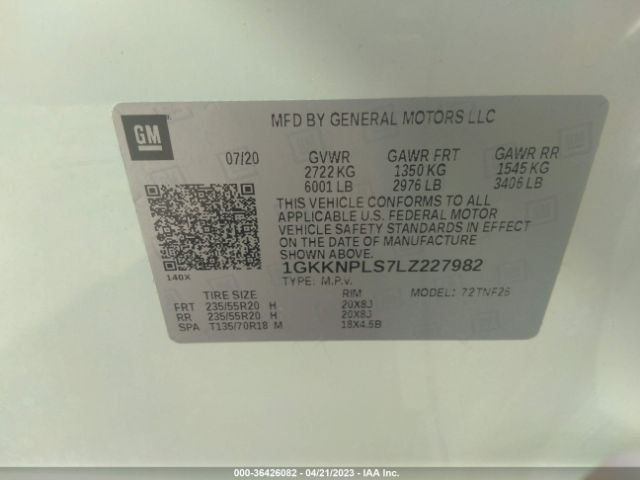 GM
MFD BY GENERAL MOTORS LLC
07/20 GVWR GAWR FRT GAWR RR
2722 KG 1350 KG 1545 KG
6001 LB 2976 LB 3406 LB
THIS VEHICLE CONFORMS TO ALL
APPLICABLE U.S. FEDERAL MOTOR
VEHICLE SAFETY STANDARDS IN EFFECT
ON THE DATE OF MANUFACTURE
SHOWN ABOVE.
140X 1GKKNPLS7LZ227982
TYPE: M.P.V. MODEL: 72TNF26
TIRE SIZE RIM
FRT 235/55R20 H 20X8J
RR 235/55R20 H 20X8J
SPA T135/70R18 M 18X4.5B
000-36426082 - 04/21/2023 - IAA Inc.